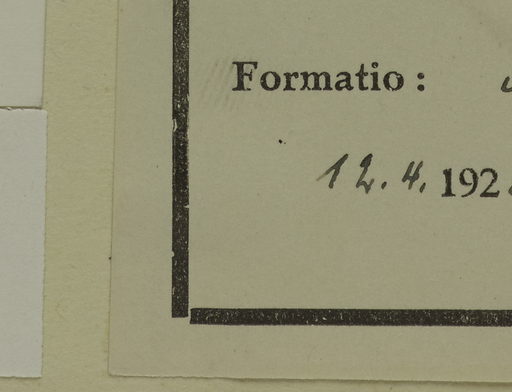 Formatio :
12. 4. 192